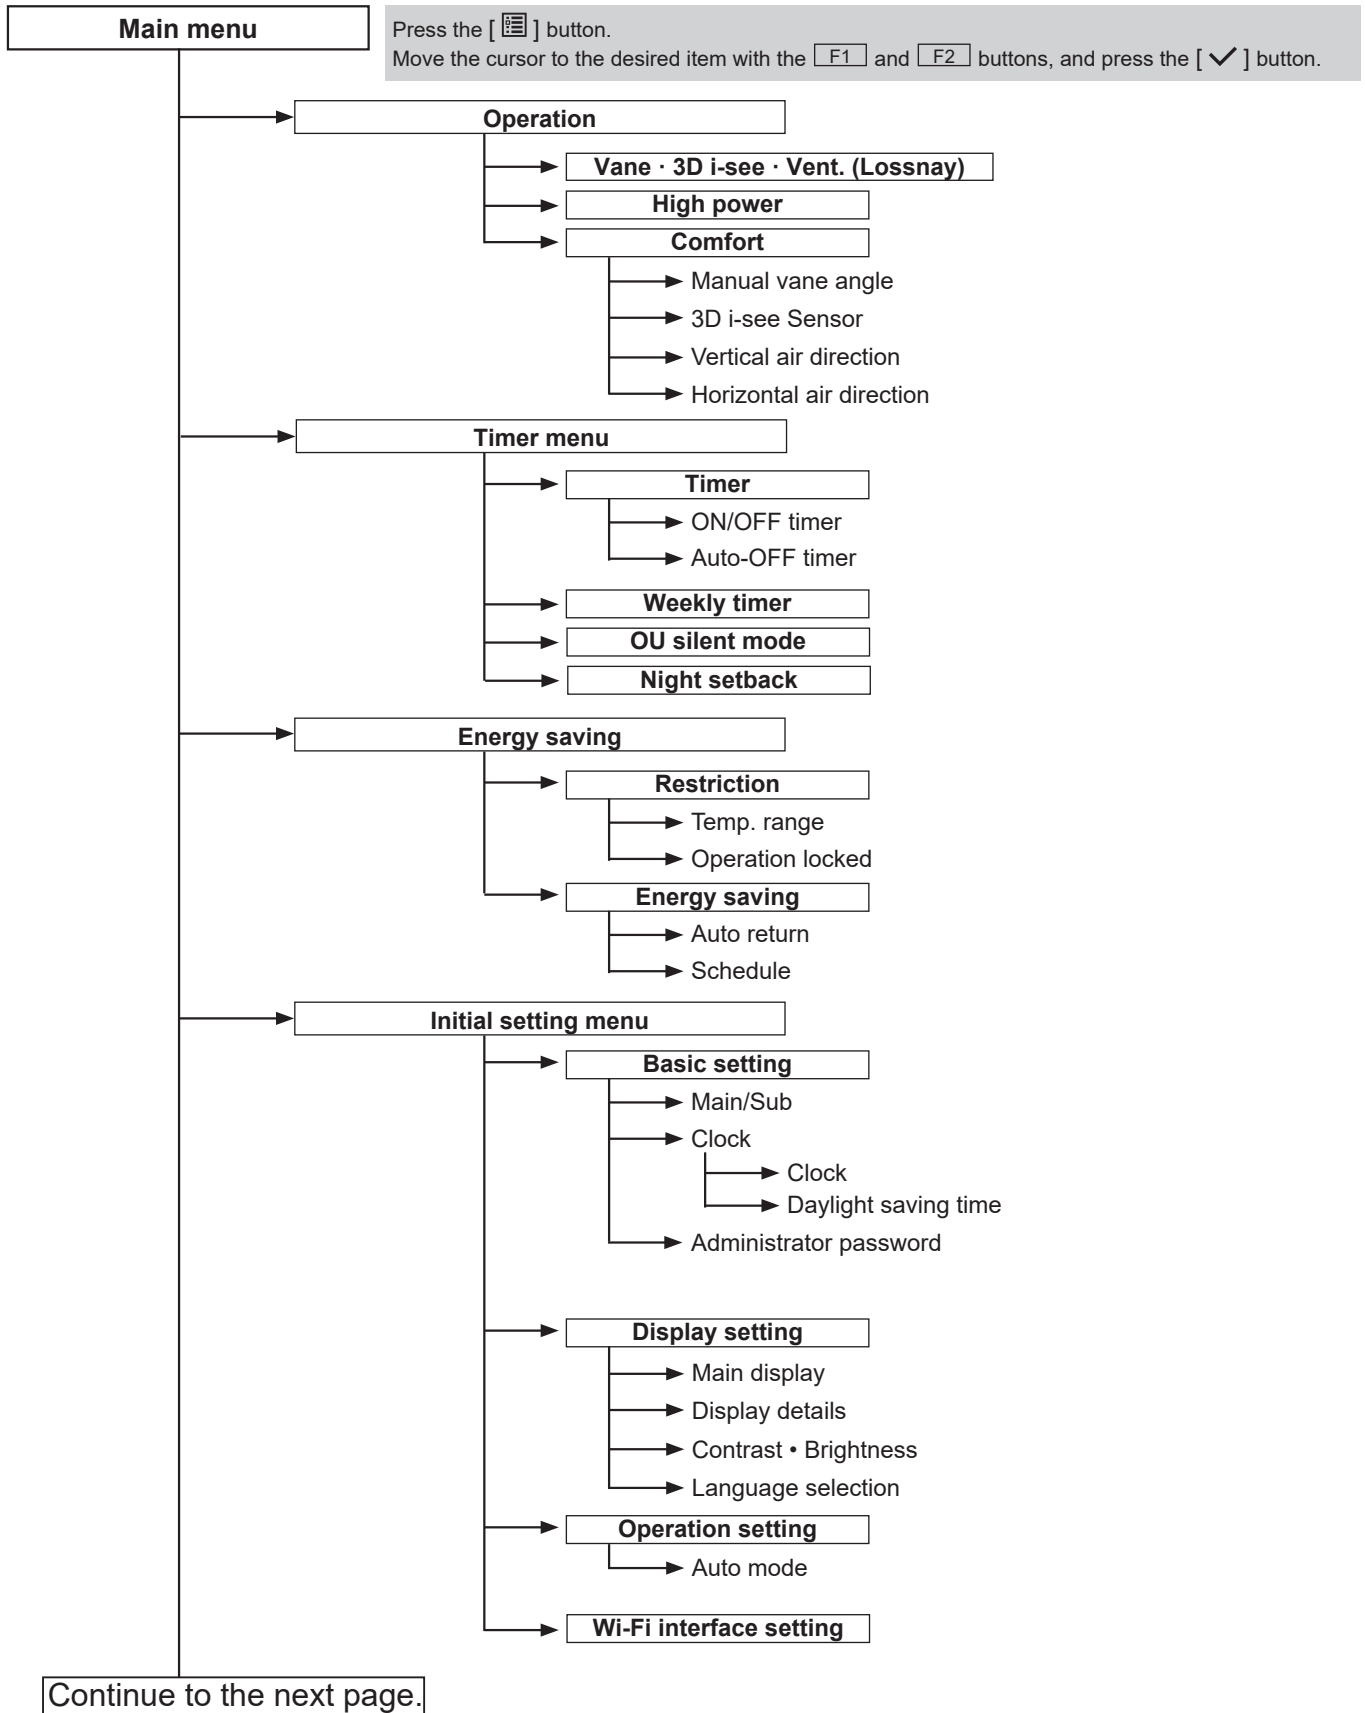 Main menu
Press the [ ] button.
Move the cursor to the desired item with the F1 and F2 buttons, and press the [ ✓ ] button.
Operation
Vane · 3D i-see · Vent. (Lossnay)
High power
Comfort
Manual vane angle
3D i-see Sensor
Vertical air direction
Horizontal air direction
Timer menu
Timer
ON/OFF timer
Auto-OFF timer
Weekly timer
OU silent mode
Night setback
Energy saving
Restriction
Temp. range
Operation locked
Energy saving
Auto return
Schedule
Initial setting menu
Basic setting
Main/Sub
Clock
Clock
Daylight saving time
Administrator password
Display setting
Main display
Display details
Contrast • Brightness
Language selection
Operation setting
Auto mode
Wi-Fi interface setting
Continue to the next page.